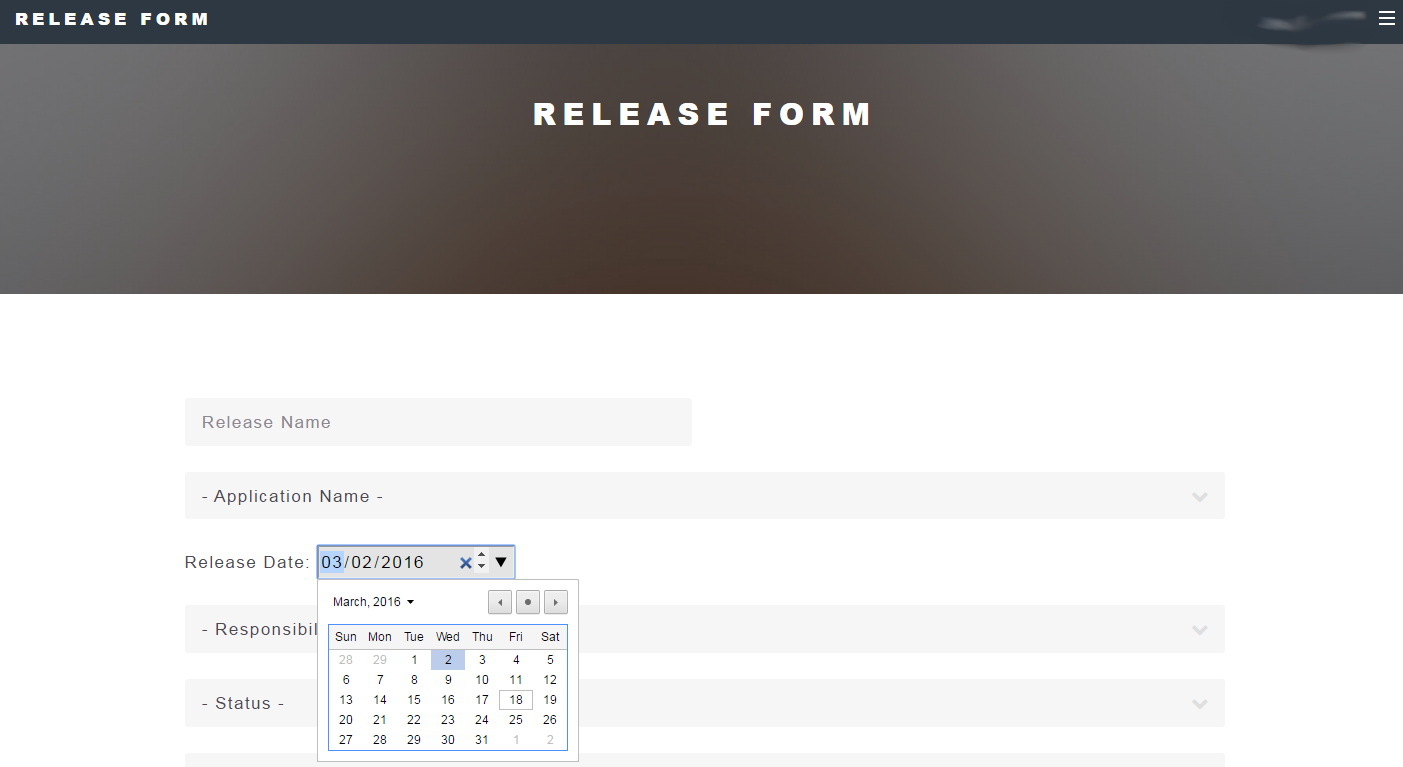 RELEASE FORM
RELEASE FORM
Release Name
- Application Name -
Release Date: 03/02/2016
March, 2016
- Responsibil
Sun Mon Tue Wed Thu Fri Sat
28 29 1 2 3 4 5
6 7 8 9 10 11 12
- Status -
13 14 15 16 17 18 19
20 21 22 23 24 25 26
27 28 29 30 31 1 2